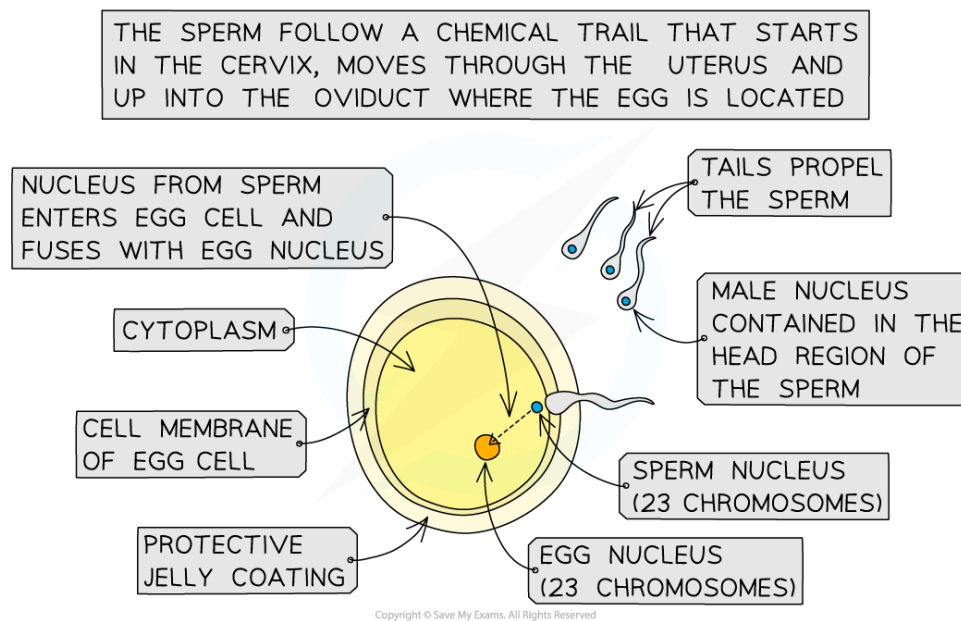 THE SPERM FOLLOW A CHEMICAL TRAIL THAT STARTS
IN THE CERVIX, MOVES THROUGH THE UTERUS AND
UP INTO THE OVIDUCT WHERE THE EGG IS LOCATED
TAILS PROPEL
THE SPERM
NUCLEUS FROM SPERM
ENTERS EGG CELL AND
FUSES WITH EGG NUCLEUS
MALE NUCLEUS
CONTAINED IN THE
HEAD REGION OF
THE SPERM
CYTOPLASM
CELL MEMBRANE
OF EGG CELL
SPERM NUCLEUS
(23 CHROMOSOMES)
PROTECTIVE
JELLY COATING
EGG NUCLEUS
(23 CHROMOSOMES)
Copyright © Save My Exams. All Rights Reserved